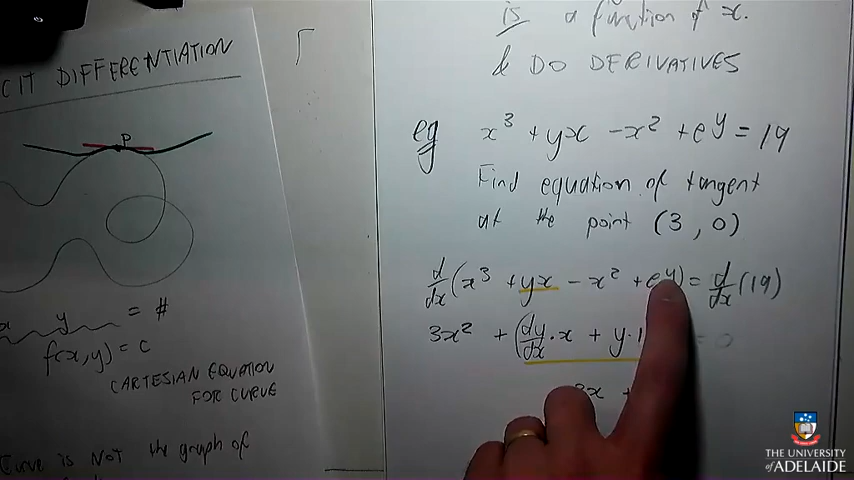 CIT DIFFERENTIATION
P
x y = #
f(x,y) = c
CARTESIAN EQUATION
FOR CURVE
Curve is NOT the graph of
is a function of x.
& DO DERIVATIVES
eg x³ + yx - x² + e^y = 19
Find equation of tangent
at the point (3, 0)
d/dx (x³ + yx - x² + e^y) = d/dx (19)
3x² + (dy/dx · x + y·1 = 0
2x +
THE UNIVERSITY
of ADELAIDE